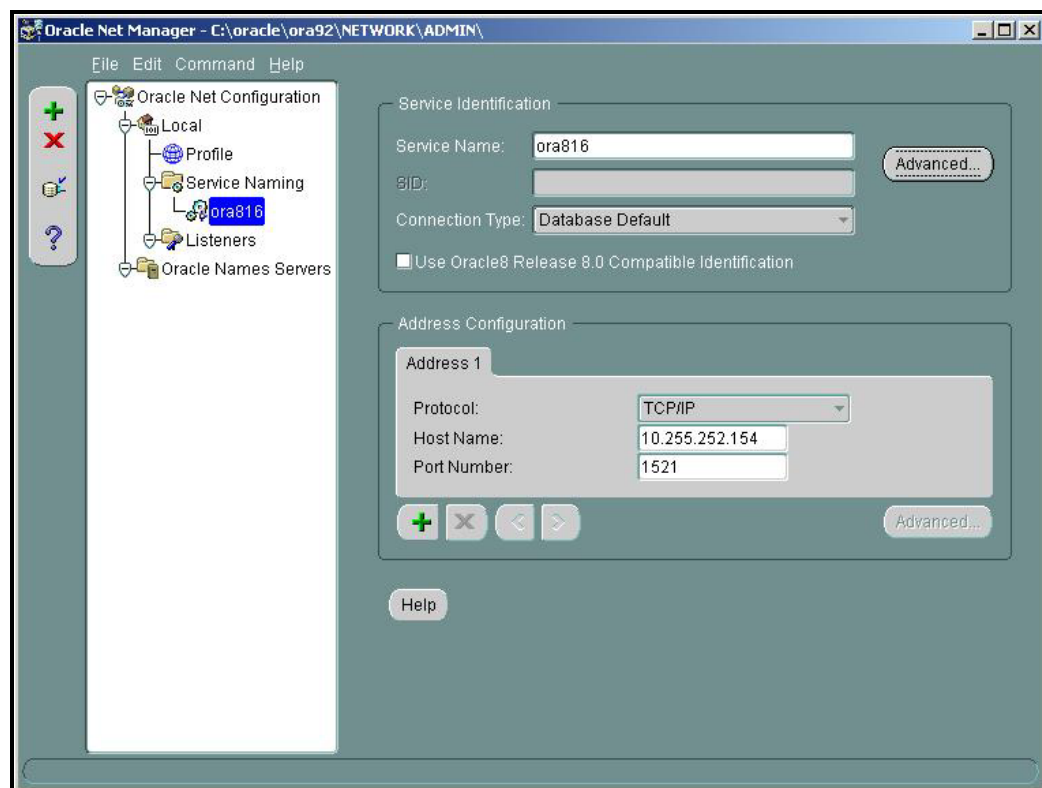 Oracle Net Manager - C:\oracle\ora92\NETWORK\ADMIN\
File Edit Command Help
Oracle Net Configuration
Local
Profile
Service Naming
ora816
Listeners
Oracle Names Servers
Service Identification
Service Name: ora816
Advanced...
SID:
Connection Type: Database Default
Use Oracle8 Release 8.0 Compatible Identification
Address Configuration
Address 1
Protocol: TCP/IP
Host Name: 10.255.252.154
Port Number: 1521
Advanced...
Help